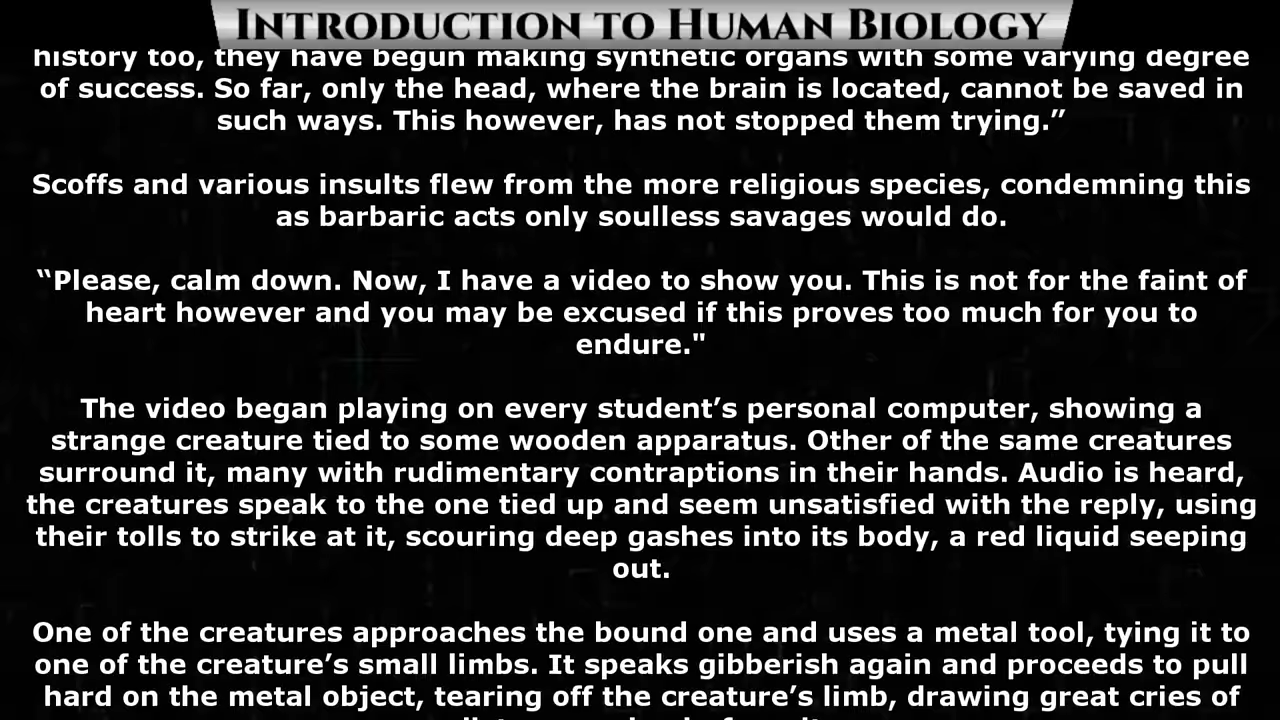 INTRODUCTION TO HUMAN BIOLOGY
history too, they have begun making synthetic organs with some varying degree
of success. So far, only the head, where the brain is located, cannot be saved in
such ways. This however, has not stopped them trying.”
Scoffs and various insults flew from the more religious species, condemning this
as barbaric acts only soulless savages would do.
“Please, calm down. Now, I have a video to show you. This is not for the faint of
heart however and you may be excused if this proves too much for you to
endure."
The video began playing on every student’s personal computer, showing a
strange creature tied to some wooden apparatus. Other of the same creatures
surround it, many with rudimentary contraptions in their hands. Audio is heard,
the creatures speak to the one tied up and seem unsatisfied with the reply, using
their tolls to strike at it, scouring deep gashes into its body, a red liquid seeping
out.
One of the creatures approaches the bound one and uses a metal tool, tying it to
one of the creature’s small limbs. It speaks gibberish again and proceeds to pull
hard on the metal object, tearing off the creature’s limb, drawing great cries of